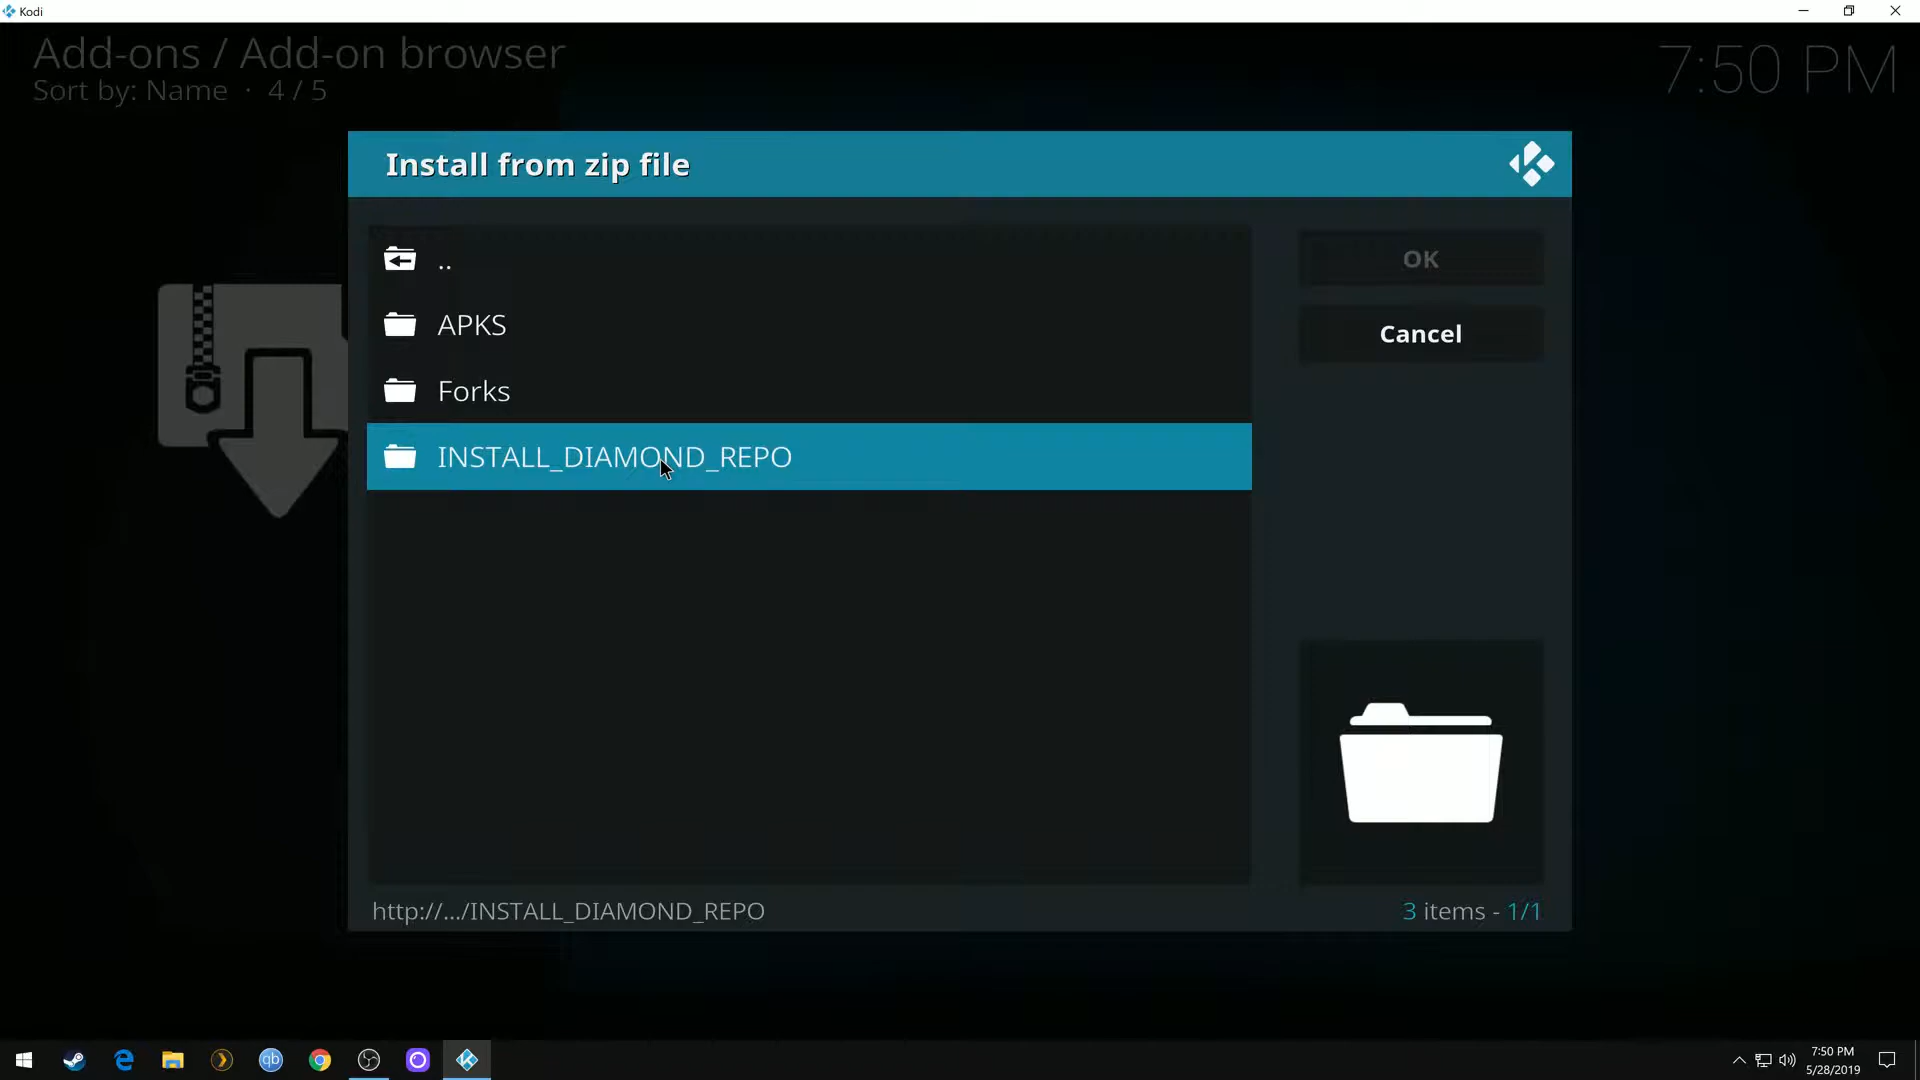 Kodi
Add-ons / Add-on browser
Sort by: Name · 4 / 5
7:50 PM
Install from zip file
..
APKS
Forks
INSTALL_DIAMOND_REPO
OK
Cancel
http://.../INSTALL_DIAMOND_REPO
3 items - 1/1
qb
7:50 PM
5/28/2019